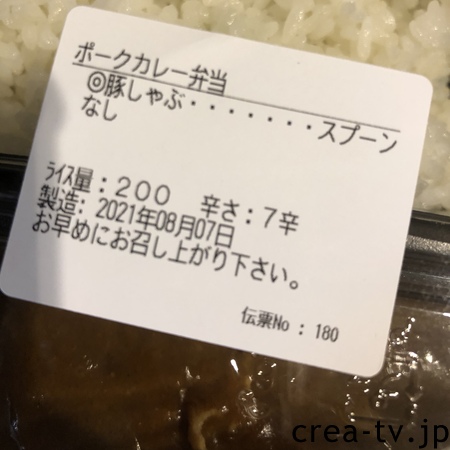 ポークカレー弁当
◎豚しゃぶ・・・・・・・スプーン
なし
ﾗｲｽ量：２００　辛さ：７辛
製造：2021年08月07日
お早めにお召し上がり下さい。
伝票No：180
crea-tv.jp